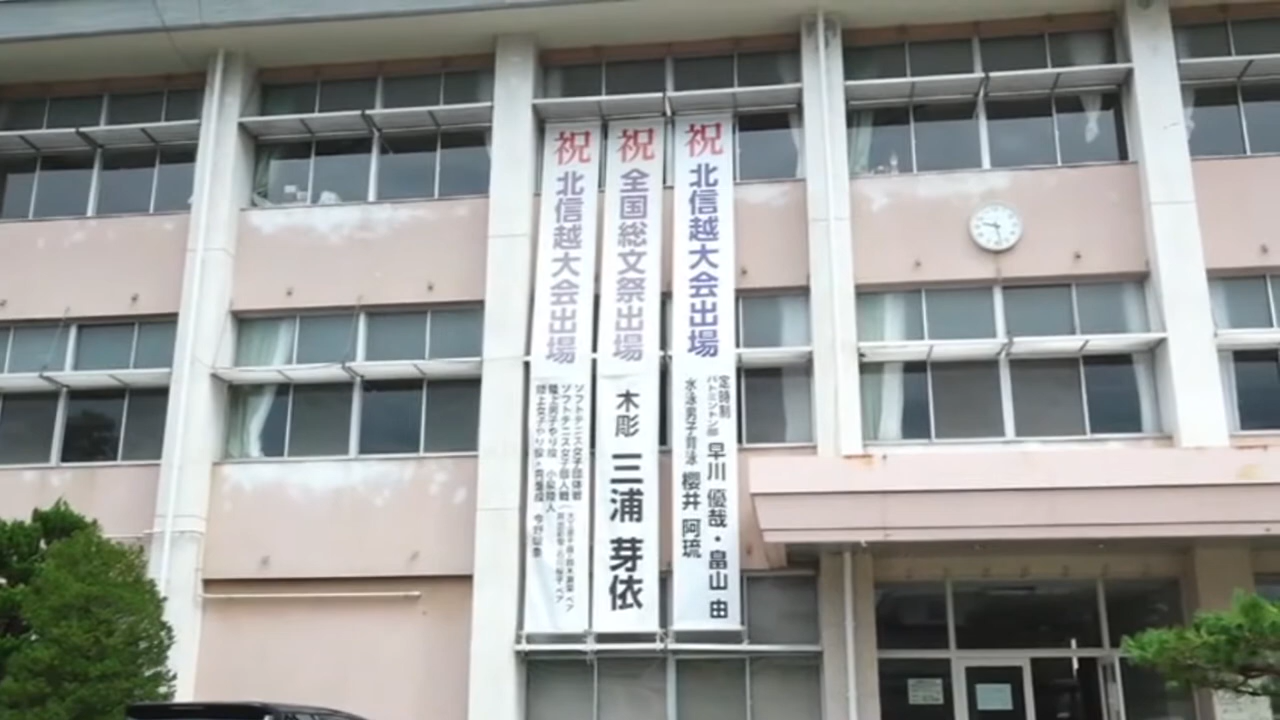 祝 北信越大会出場
定時制
バドミントン部 早川 優哉・畠山 由
水泳男子背泳 櫻井 阿琉
祝 全国総文祭出場
木彫 三浦 芽依
祝 北信越大会出場
ソフトテニス女子団体戦
ソフトテニス女子個人戦
陸上男子やり投 小泉陸人
陸上女子やり投・円盤投